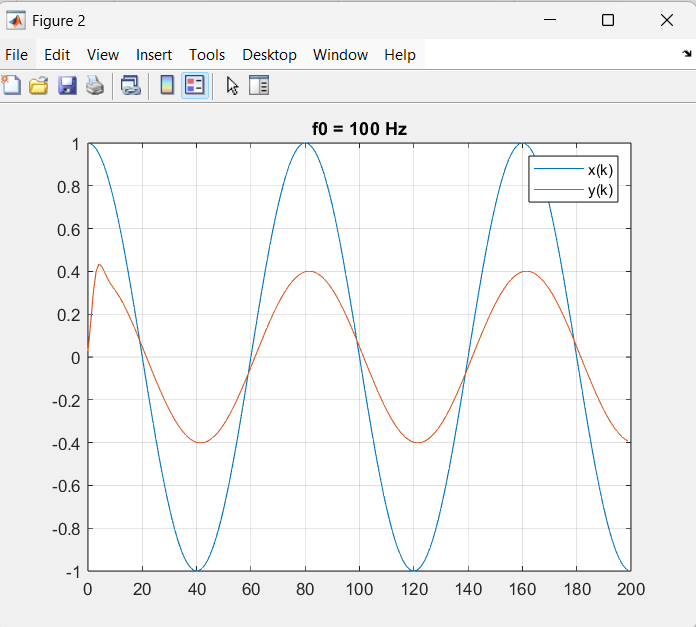 Figure 2
File Edit View Insert Tools Desktop Window Help
f0 = 100 Hz
x(k)
y(k)
1
0.8
0.6
0.4
0.2
0
-0.2
-0.4
-0.6
-0.8
-1
0 20 40 60 80 100 120 140 160 180 200